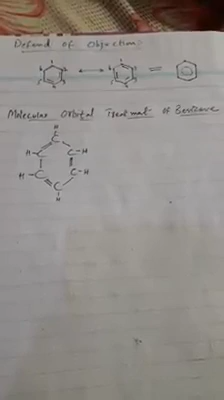 Defend of Objection:
Molecular Orbital Treatment of Benzene
H
C
H-C C-H
H-C C-H
C
H